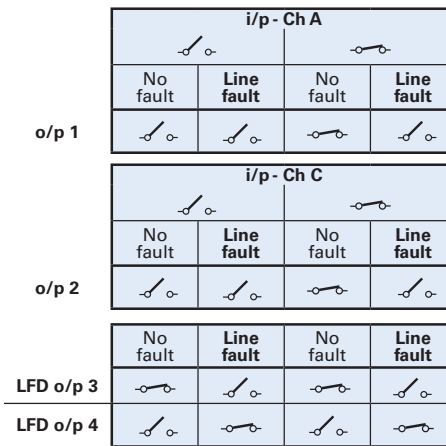 i/p - Ch A
No fault Line fault No fault Line fault
o/p 1
i/p - Ch C
No fault Line fault No fault Line fault
o/p 2
No fault Line fault No fault Line fault
LFD o/p 3
LFD o/p 4